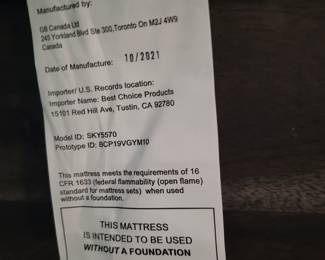 Manufactured by:
GB Canada Ltd
245 Yorkland Blvd Ste 300,Toronto On M2J 4W9
Canada
Date of Manufacture: 10/2021
Importer/ U.S. Records location:
Importer Name: Best Choice Products
15101 Red Hill Ave, Tustin, CA 92780
Model ID: SKY5570
Prototype ID: BCP19VGYM10
This mattress meets the requirements of 16
CFR 1633 (federal flammability (open flame)
standard for mattress sets) when used
without a foundation.
THIS MATTRESS
IS INTENDED TO BE USED
WITHOUT A FOUNDATION